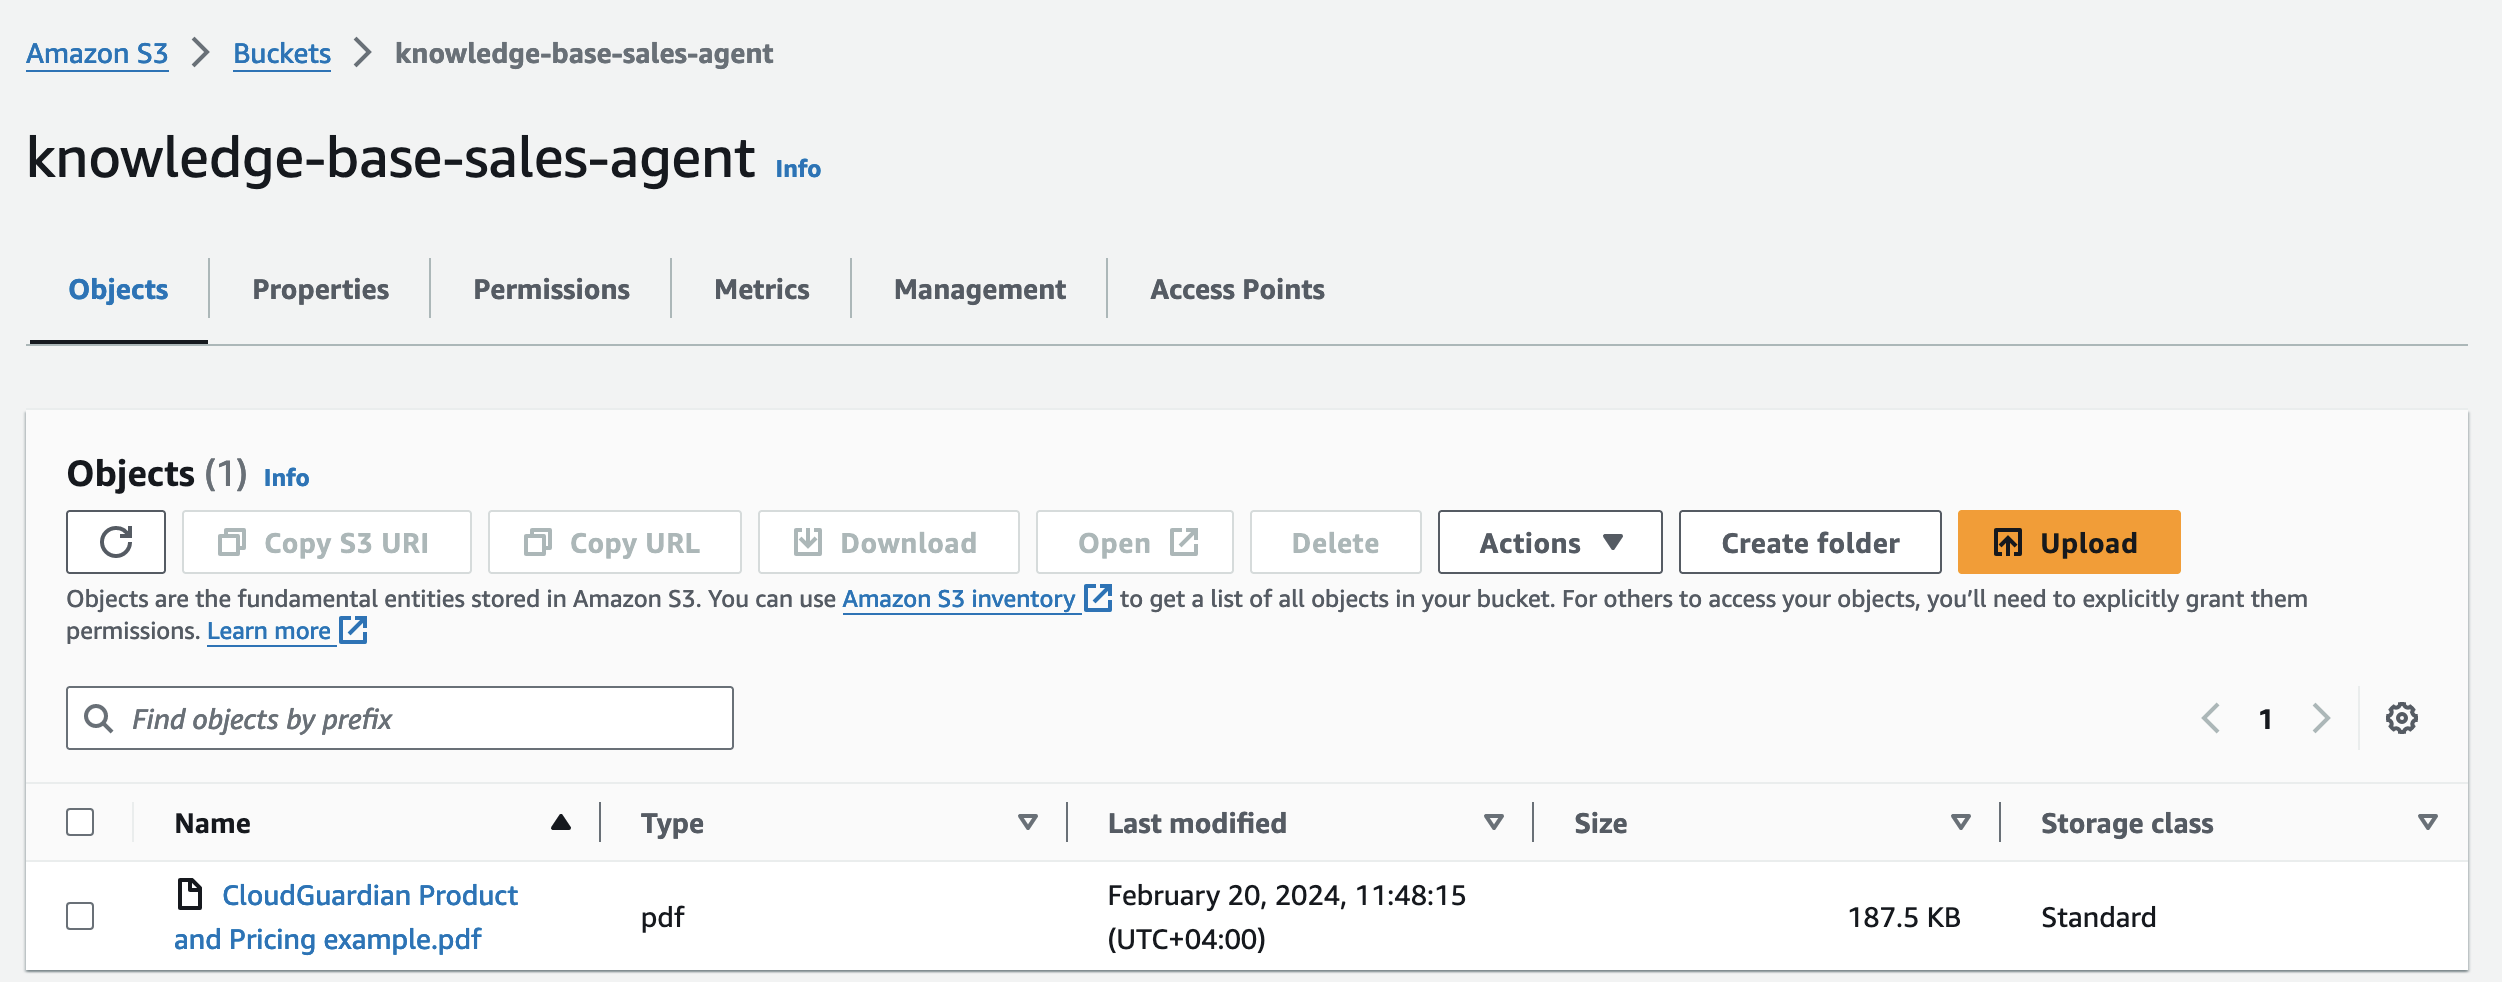 Amazon S3 > Buckets > knowledge-base-sales-agent
knowledge-base-sales-agent Info
Objects Properties Permissions Metrics Management Access Points
Objects (1) Info
Copy S3 URI Copy URL Download Open Delete Actions Create folder Upload
Objects are the fundamental entities stored in Amazon S3. You can use Amazon S3 inventory to get a list of all objects in your bucket. For others to access your objects, you’ll need to explicitly grant them
permissions. Learn more
Find objects by prefix 1
Name Type Last modified Size Storage class
CloudGuardian Product
and Pricing example.pdf pdf February 20, 2024, 11:48:15
(UTC+04:00) 187.5 KB Standard